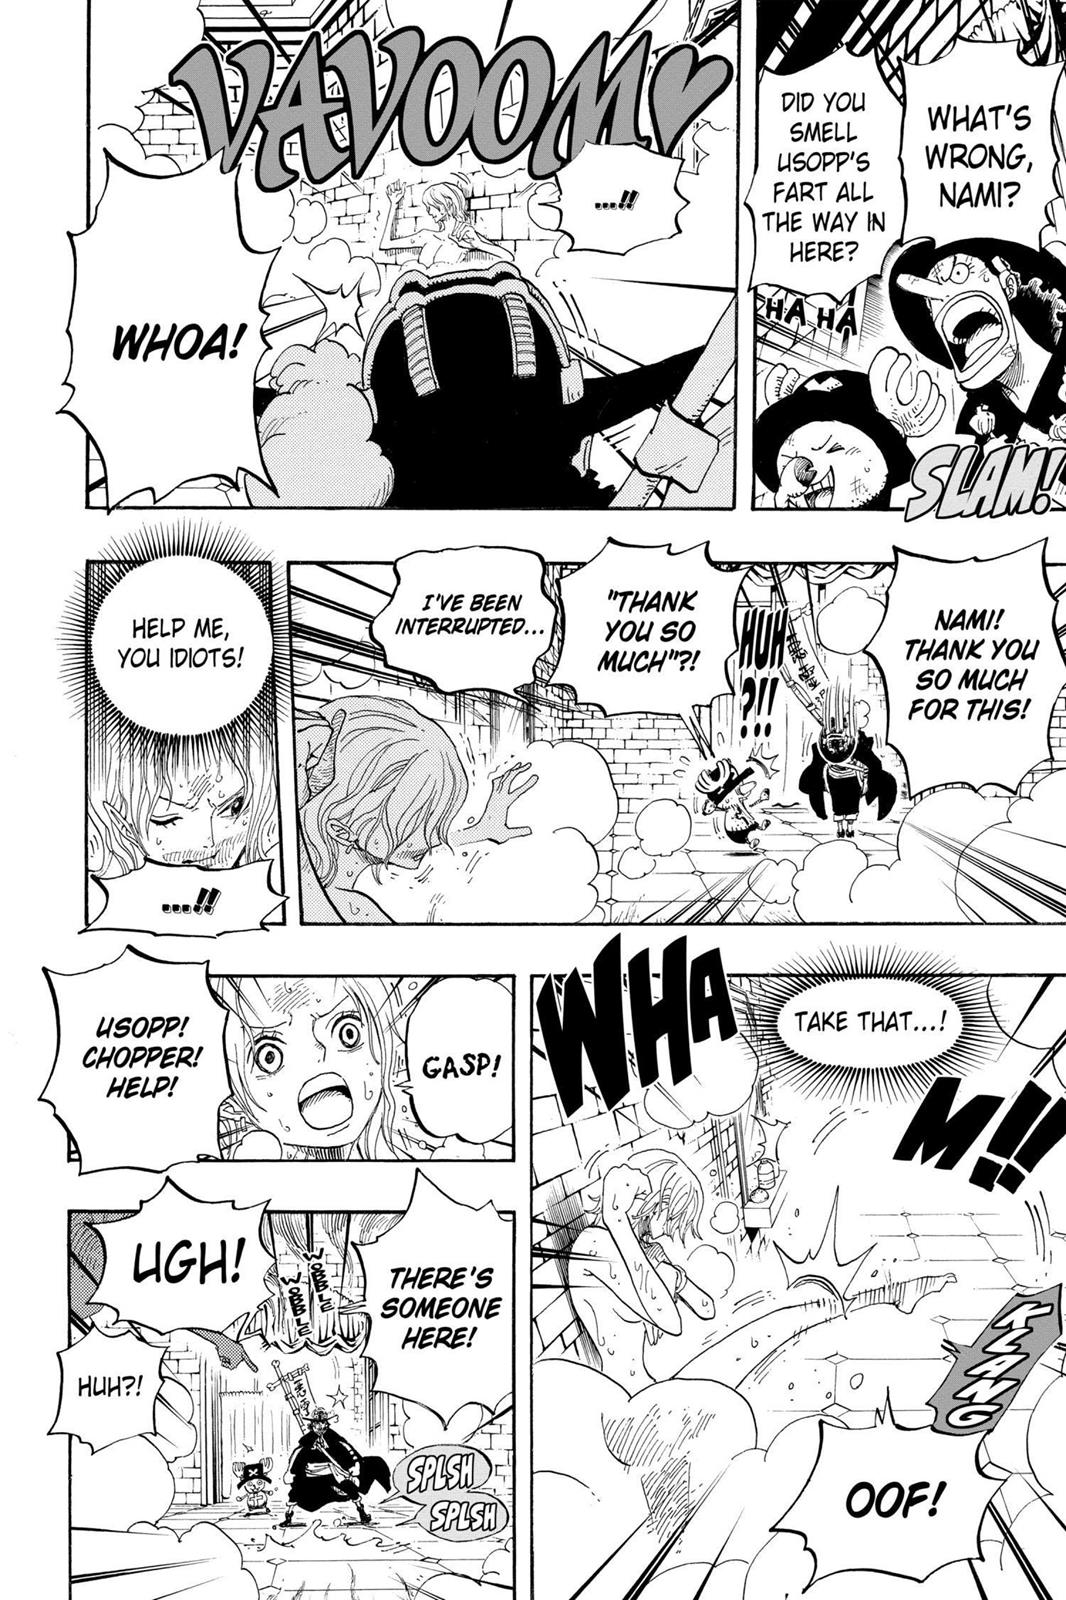 WHAT'S
WRONG,
NAMI?
DID YOU
SMELL
USOPP'S
FART ALL
THE WAY IN
HERE?
HA HA
SLAM!
VAVOOM♥
...!!
WHOA!
NAMI!
THANK YOU
SO MUCH
FOR THIS!
HUH
?!!
"THANK
YOU SO
MUCH"?!
I'VE BEEN
INTERRUPTED...
HELP ME,
YOU IDIOTS!
...!!
TAKE THAT...!
WHA
M!!
KLANG
OOF!
GASP!
USOPP!
CHOPPER!
HELP!
THERE'S
SOMEONE
HERE!
UGH!
WOBBLE
WOBBLE
HUH?!
SPLSH
SPLSH